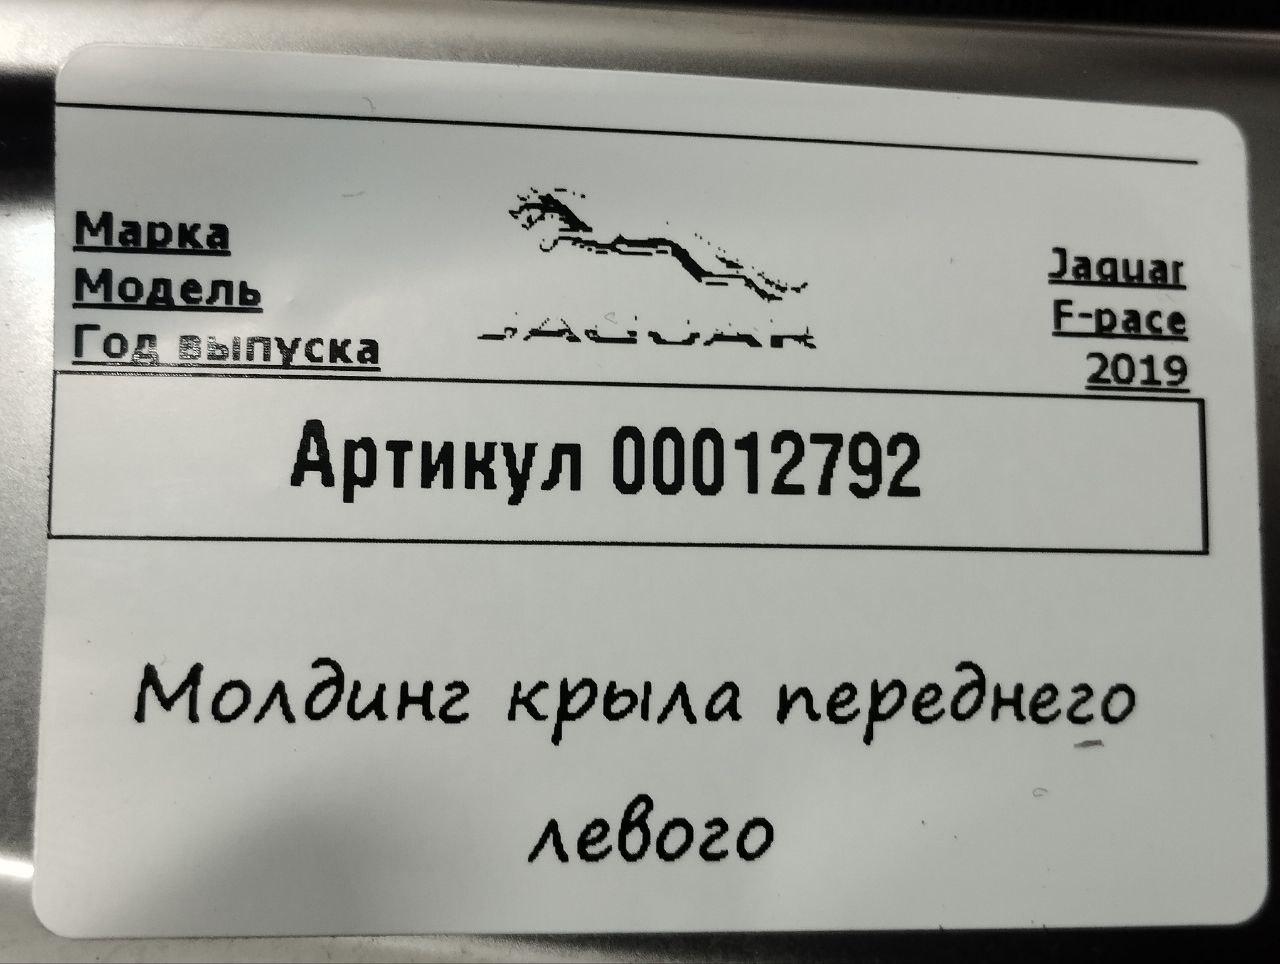 Марка Jaguar
Модель F-pace
Год выпуска 2019
JAGUAR
Артикул 00012792
Молдинг крыла переднего
левого